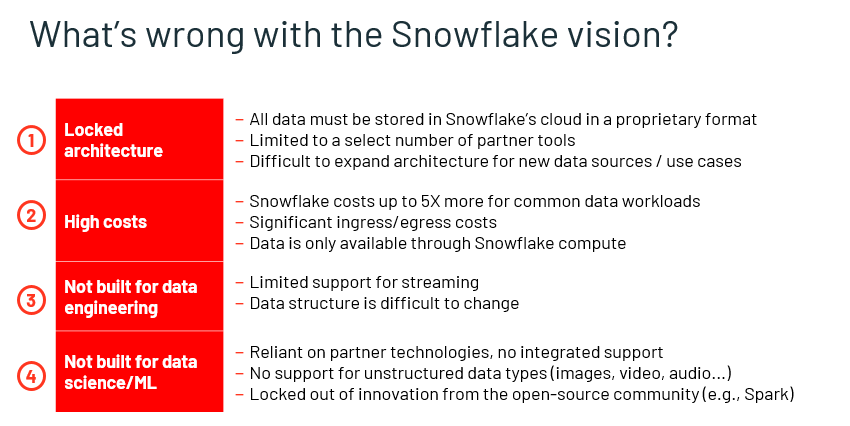 What's wrong with the Snowflake vision?
1
Locked
architecture
– All data must be stored in Snowflake's cloud in a proprietary format
– Limited to a select number of partner tools
– Difficult to expand architecture for new data sources / use cases
2
High costs
– Snowflake costs up to 5X more for common data workloads
– Significant ingress/egress costs
– Data is only available through Snowflake compute
3
Not built for data
engineering
– Limited support for streaming
– Data structure is difficult to change
4
Not built for data
science/ML
– Reliant on partner technologies, no integrated support
– No support for unstructured data types (images, video, audio...)
– Locked out of innovation from the open-source community (e.g., Spark)